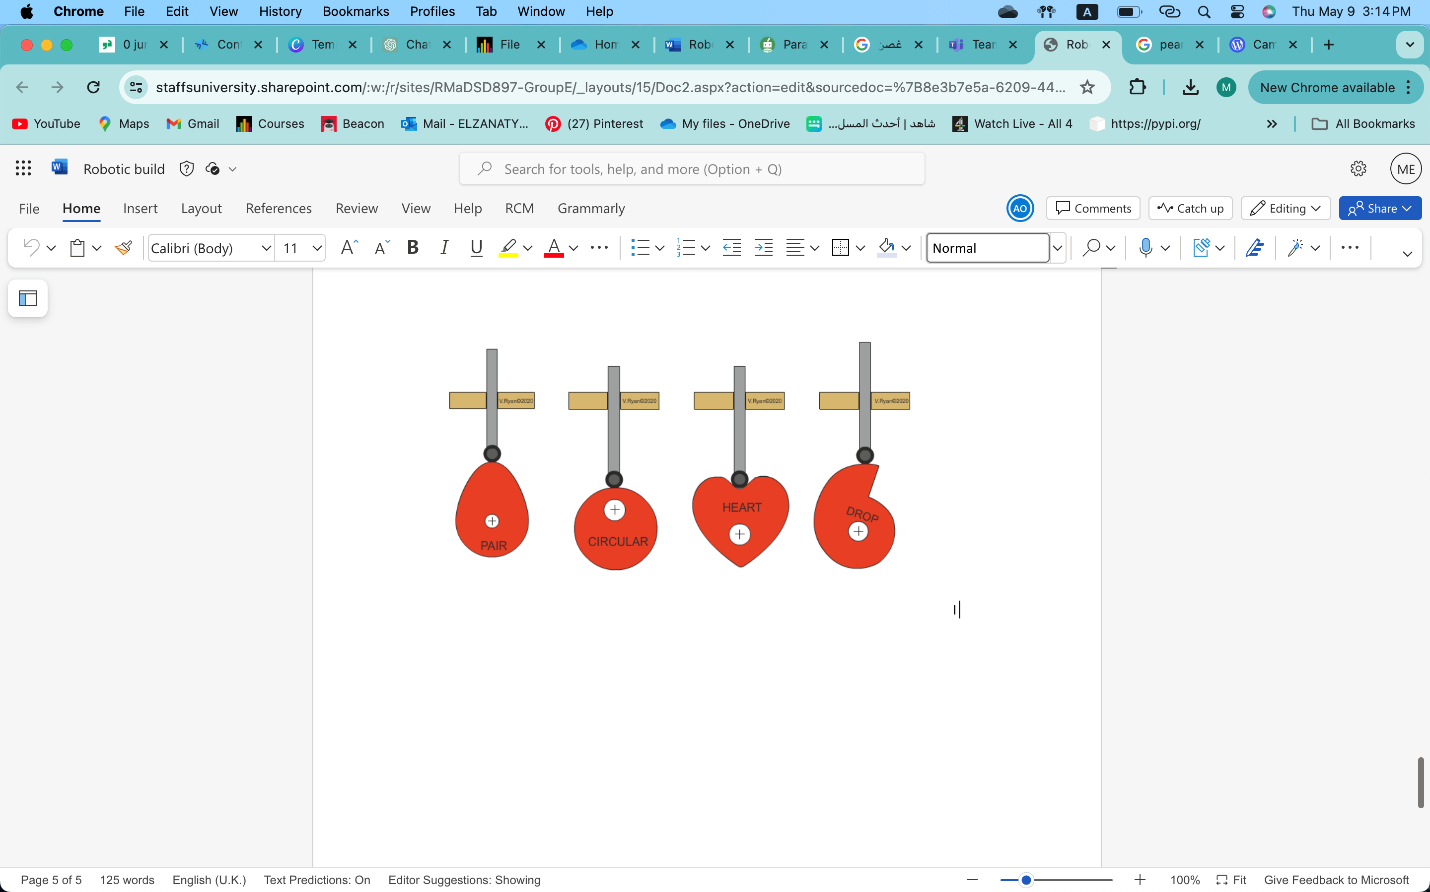 Chrome File Edit View History Bookmarks Profiles Tab Window Help A Thu May 9 3:14 PM
0 jur Con Tem Chat File Hom Rob Para غصن Tear Rob pear Cam
staffsuniversity.sharepoint.com/:w:/r/sites/RMaDSD897-GroupE/_layouts/15/Doc2.aspx?action=edit&sourcedoc=%7B8e3b7e5a-6209-44... M New Chrome available
YouTube Maps Gmail Courses Beacon Mail - ELZANATY... (27) Pinterest My files - OneDrive شاهد | أحدث المسل... Watch Live - All 4 https://pypi.org/ » All Bookmarks
Robotic build Search for tools, help, and more (Option + Q) ME
File Home Insert Layout References Review View Help RCM Grammarly AO Comments Catch up Editing Share
Calibri (Body) 11 B I U A Normal
V.Ryan©2020 V.Ryan©2020 V.Ryan©2020 V.Ryan©2020
HEART
DROP
CIRCULAR
PAIR
Page 5 of 5 125 words English (U.K.) Text Predictions: On Editor Suggestions: Showing 100% Fit Give Feedback to Microsoft